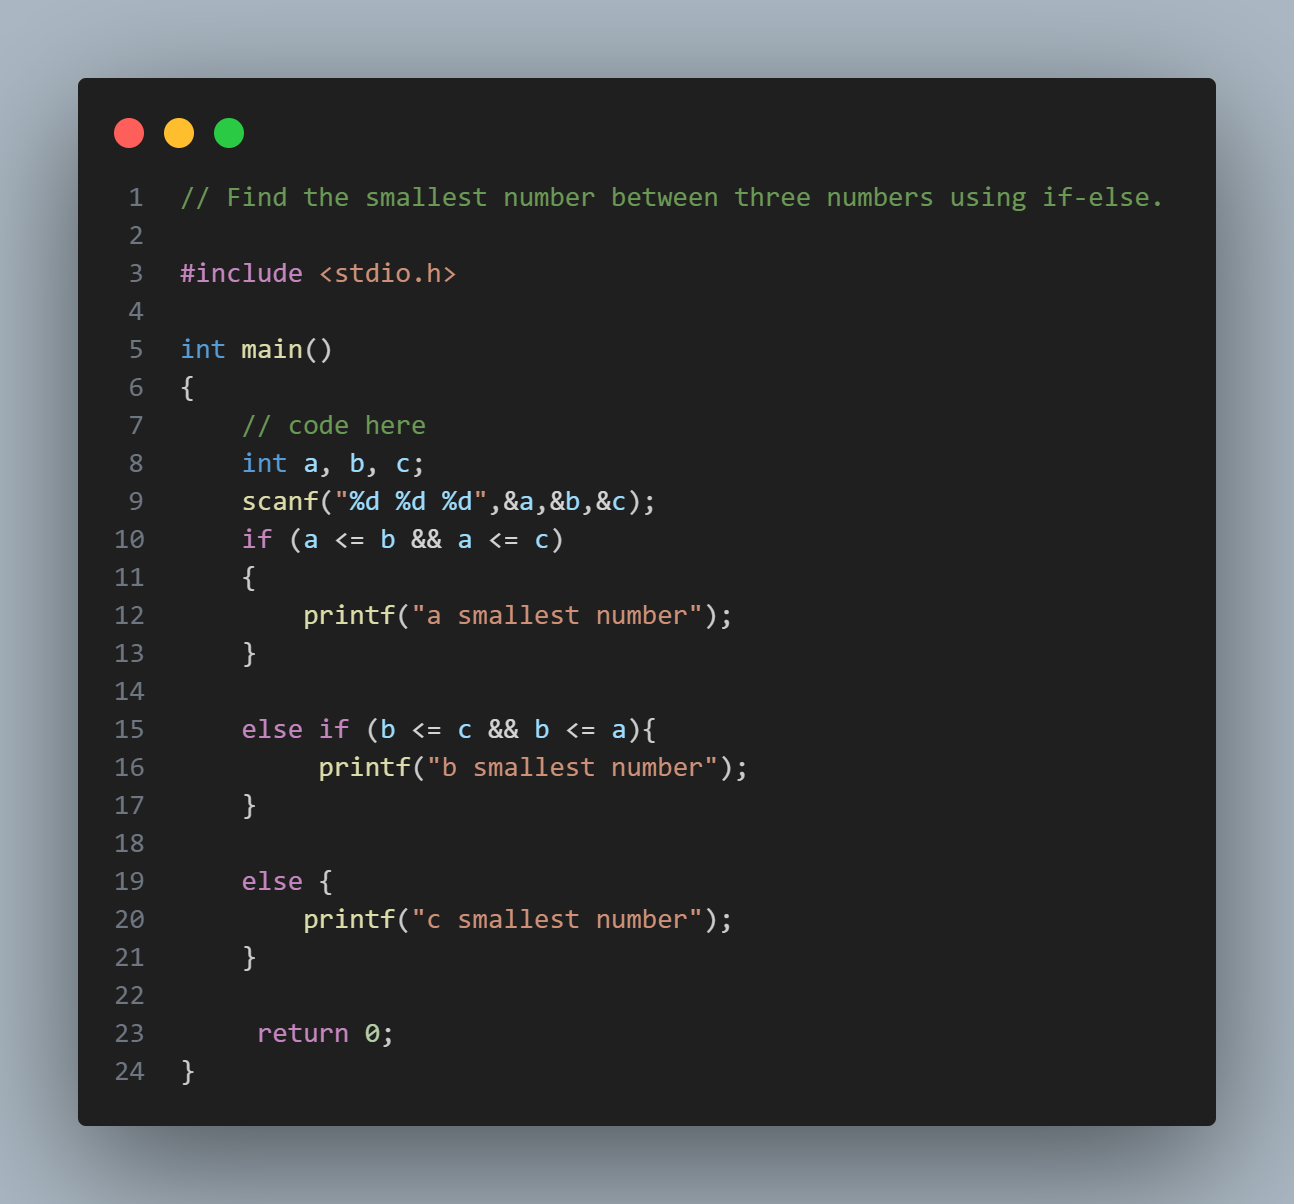 1 // Find the smallest number between three numbers using if-else.
2
3 #include <stdio.h>
4
5 int main()
6 {
7     // code here
8     int a, b, c;
9     scanf("%d %d %d",&a,&b,&c);
10     if (a <= b && a <= c)
11     {
12         printf("a smallest number");
13     }
14
15     else if (b <= c && b <= a){
16          printf("b smallest number");
17     }
18
19     else {
20         printf("c smallest number");
21     }
22
23      return 0;
24 }